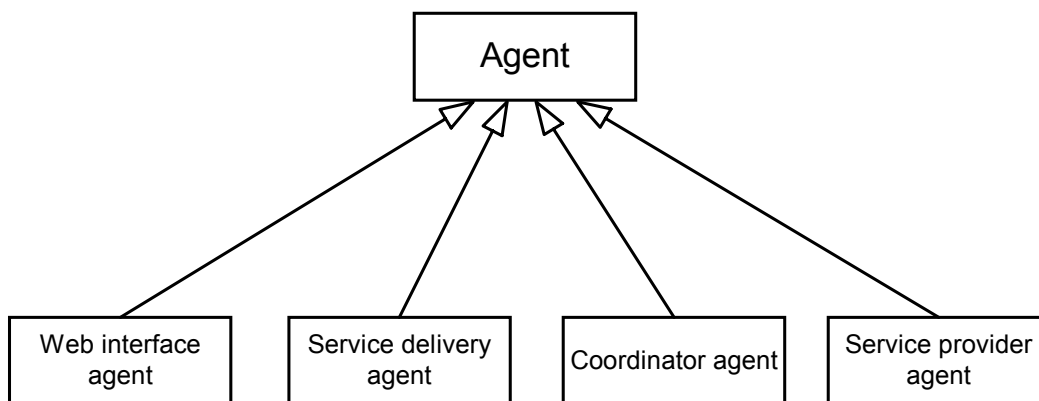 Agent
Web interface
agent
Service delivery
agent
Coordinator agent
Service provider
agent